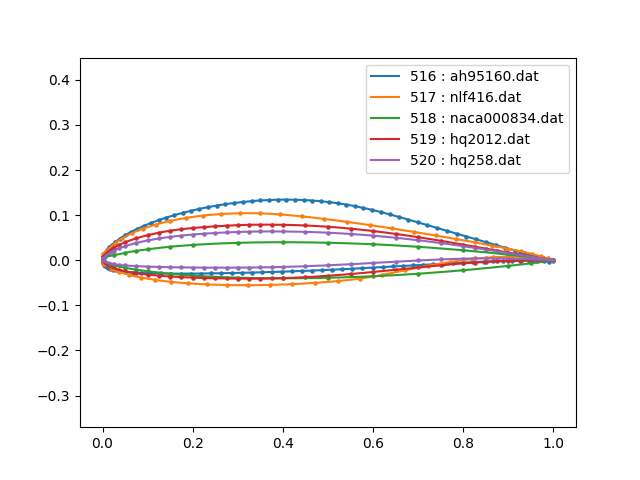 516 : ah95160.dat
517 : nlf416.dat
518 : naca000834.dat
519 : hq2012.dat
520 : hq258.dat
0.4
0.3
0.2
0.1
0.0
−0.1
−0.2
−0.3
0.0 0.2 0.4 0.6 0.8 1.0